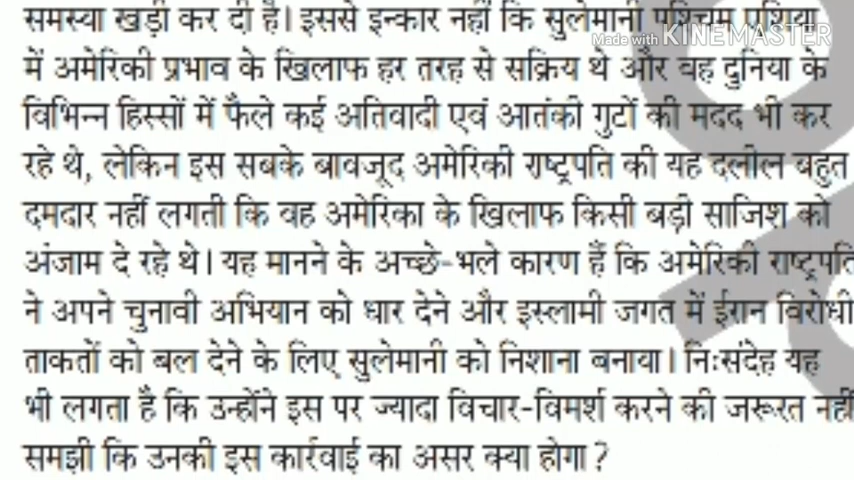 समस्या खड़ी कर दी है। इससे इन्कार नहीं कि सुलेमानी पश्चिम एशिया
Made with KINEMASTER
में अमेरिकी प्रभाव के खिलाफ हर तरह से सक्रिय थे और वह दुनिया के
विभिन्न हिस्सों में फैले कई अतिवादी एवं आतंकी गुटों की मदद भी कर
रहे थे, लेकिन इस सबके बावजूद अमेरिकी राष्ट्रपति की यह दलील बहुत
दमदार नहीं लगती कि वह अमेरिका के खिलाफ किसी बड़ी साजिश को
अंजाम दे रहे थे। यह मानने के अच्छे-भले कारण हैं कि अमेरिकी राष्ट्रपति
ने अपने चुनावी अभियान को धार देने और इस्लामी जगत में ईरान विरोधी
ताकतों को बल देने के लिए सुलेमानी को निशाना बनाया। निःसंदेह यह
भी लगता है कि उन्होंने इस पर ज्यादा विचार-विमर्श करने की जरूरत नहीं
समझी कि उनकी इस कार्रवाई का असर क्या होगा ?